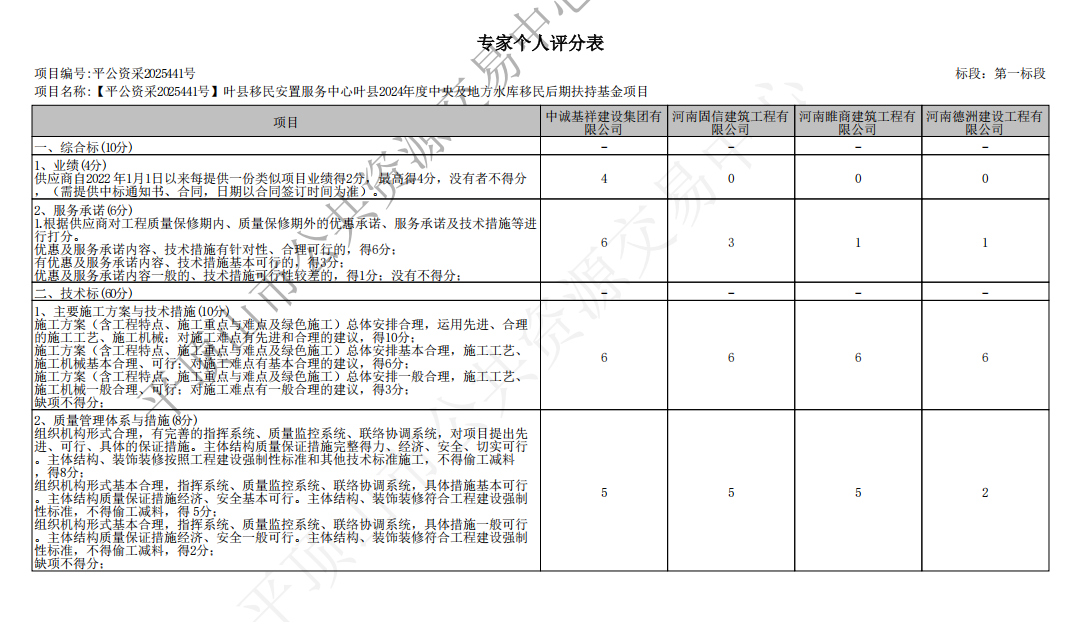 专家个人评分表
项目编号:平公资采2025441号
标段: 第一标段
项目名称:【平公资采2025441号】叶县移民安置服务中心叶县2024年度中央及地方水库移民后期扶持基金项目
项目
中诚基祥建设集团有
限公司
河南固信建筑工程有
限公司
河南睢商建筑工程有
限公司
河南德洲建设工程有
限公司
一、综合标(10分)
-
-
-
-
1、业绩(4分)
供应商自2022 年1月1日以来每提供一份类似项目业绩得2分, 最高得4分, 没有者不得分
, (需提供中标通知书、合同, 日期以合同签订时间为准)。
4
0
0
0
2、服务承诺(6分)
1.根据供应商对工程质量保修期内、质量保修期外的优惠承诺、服务承诺及技术措施等进
行打分。
优惠及服务承诺内容、技术措施有针对性、合理可行的, 得6分;
有优惠及服务承诺内容、技术措施基本可行的, 得3分;
优惠及服务承诺内容一般的、技术措施可行性较差的, 得1分; 没有不得分;
6
3
1
1
二、技术标(60分)
-
-
-
-
1、主要施工方案与技术措施(10分)
施工方案(含工程特点、施工重点与难点及绿色施工)总体安排合理, 运用先进、合理
的施工工艺、施工机械; 对施工难点有先进和合理的建议, 得10分;
施工方案(含工程特点、施工重点与难点及绿色施工)总体安排基本合理, 施工工艺、
施工机械基本合理、可行; 对施工难点有基本合理的建议, 得6分;
施工方案(含工程特点、施工重点与难点及绿色施工)总体安排一般合理, 施工工艺、
施工机械一般合理、可行; 对施工难点有一般合理的建议, 得3分;
缺项不得分;
6
6
6
6
2、质量管理体系与措施(8分)
组织机构形式合理, 有完善的指挥系统、质量监控系统、联络协调系统, 对项目提出先
进、可行、具体的保证措施。主体结构质量保证措施完整得力、经济、安全、切实可行
。主体结构、装饰装修按照工程建设强制性标准和其他技术标准施工, 不得偷工减料
, 得8分;
组织机构形式基本合理, 指挥系统、质量监控系统、联络协调系统, 具体措施基本可行
。主体结构质量保证措施经济、安全基本可行。主体结构、装饰装修符合工程建设强制
性标准, 不得偷工减料, 得 5分;
组织机构形式基本合理, 指挥系统、质量监控系统、联络协调系统, 具体措施一般可行
。主体结构质量保证措施经济、安全一般可行。主体结构、装饰装修符合工程建设强制
性标准, 不得偷工减料, 得2分;
缺项不得分;
5
5
5
2
平顶山市公共资源交易中心
平顶山市公共资源交易中心